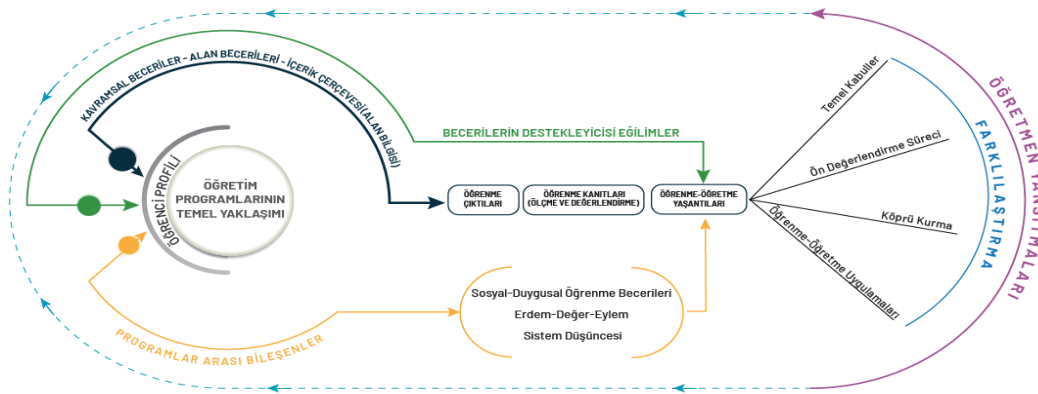 KAVRAMSAL BECERİLER – ALAN BECERİLERİ – İÇERİK ÇERÇEVESİ (ALAN BİLGİSİ)
ÖĞRENCİ PROFİLİ
ÖĞRETİM
PROGRAMLARININ
TEMEL YAKLAŞIMI
PROGRAMLAR ARASI BİLEŞENLER
BECERİLERİN DESTEKLEYİCİSİ EĞİLİMLER
ÖĞRENME
ÇIKTILARI
ÖĞRENME KANITLARI
(ÖLÇME VE DEĞERLENDİRME)
ÖĞRENME-ÖĞRETME
YAŞANTILARI
Sosyal-Duygusal Öğrenme Becerileri
Erdem-Değer-Eylem
Sistem Düşüncesi
Temel Kabuller
Ön Değerlendirme Süreci
Köprü Kurma
Öğrenme-Öğretme Uygulamaları
FARKLILAŞTIRMA
ÖĞRETMEN YANSITMALARI